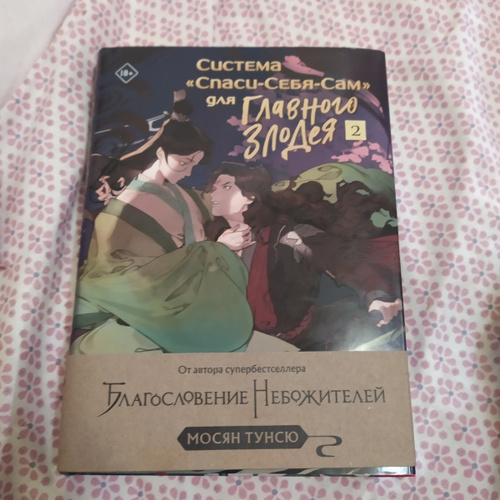 18+
Система
«Спаси-Себя-Сам»
для Главного
Злодея 2
От автора супербестселлера
Благословение Небожителей
МОСЯН ТУНСЮ